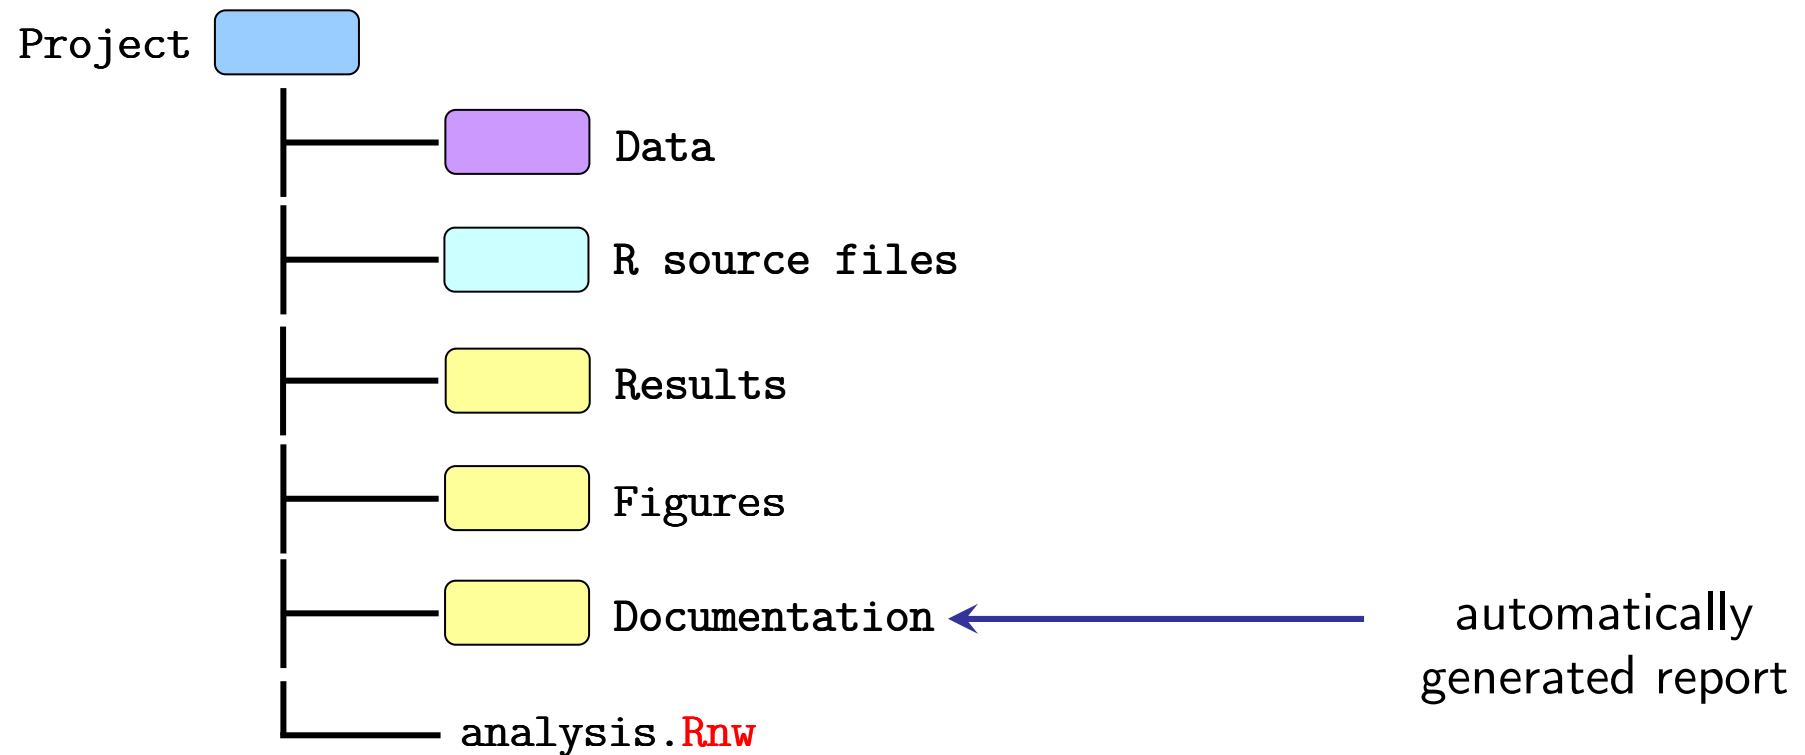 Project
Data
R source files
Results
Figures
Documentation
automatically
generated report
analysis.Rnw